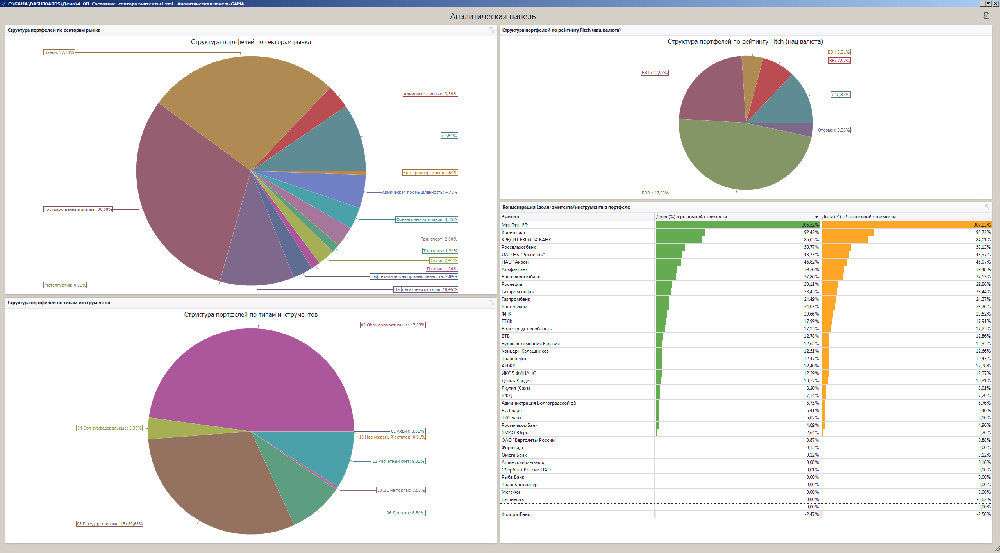 C:\GAMA\DASHBOARDS\Демо\4_ОП_Состояние_сектора эмитенты1.xml - Аналитическая панель GAMA
Аналитическая панель
Структура портфелей по секторам рынка
Структура портфелей по секторам рынка
Банки: 27,00%
Административные: 3,39%
: 9,54%
Электроэнергетика: 0,54%
Химическая промышленность: 4,70%
Государственные активы: 30,68%
Финансовые компании: 3,05%
Транспорт: 2,88%
Торговля: 1,24%
Связь: 2,41%
Прочие: 1,26%
Нефтехимическая промышленность: 2,84%
Металлургия: 0,01%
Нефтегазовая отрасль: 10,45%
Структура портфелей по типам инструментов
Структура портфелей по типам инструментов
02 Обл корпоративные: 47,83%
04 Обл субфедеральные: 3,39%
01 Акции: 0,01%
16 Неснижаемый остаток: 0,01%
12 Расчетный счет: 9,03%
10 ДС на торгах: 0,50%
06 Депозит: 8,54%
05 Государственные ЦБ: 30,68%
Структура портфелей по рейтингу Fitch (нац валюта)
Структура портфелей по рейтингу Fitch (нац валюта)
BB-: 5,21%
BB: 7,97%
BB+: 22,97%
: 12,87%
Отозван: 3,36%
BBB-: 47,63%
Концентрация (доля) эмитента/инструмента в портфеле
Эмитент Доля (%) в рыночной стоимости Доля (%) в балансовой стоимости
МинФин РФ 305,52% 307,23%
Кронштадт 92,42% 93,72%
КРЕДИТ ЕВРОПА БАНК 85,05% 84,01%
Россельхозбанк 53,77% 53,13%
ОАО НК "Роснефть" 48,73% 48,37%
ПАО "Акрон" 46,82% 46,07%
Альфа-Банк 39,26% 39,48%
Внешэкономбанк 37,86% 37,53%
Роснефть 30,11% 29,86%
Газпром нефть 28,45% 28,44%
Газпромбанк 24,49% 24,37%
Ростелеком 24,03% 23,76%
ФПК 20,66% 20,52%
ГТЛК 17,99% 17,91%
Волгоградская область 17,15% 17,25%
ВТБ 12,78% 12,86%
Буровая компания Евразия 12,62% 12,35%
Концерн Калашников 12,51% 12,66%
Транснефть 12,47% 12,43%
АИЖК 12,40% 12,38%
ИКС 5 ФИНАНС 12,39% 12,37%
ДельтаКредит 10,52% 10,31%
Якутия (Саха) 8,20% 8,01%
РЖД 7,14% 7,20%
Администрация Волгоградской об 5,75% 5,76%
РусГидро 5,41% 5,46%
ТКС Банк 5,02% 5,10%
РостелекомБанк 4,89% 4,96%
ХМАО Югры 2,64% 2,70%
ОАО "Вертолеты России" 0,87% 0,88%
Форштадт 0,12% 0,00%
Омега Банк 0,12% 0,12%
Ашинский метзавод 0,08% 0,16%
Сбербанк России ПАО 0,01% 0,00%
Рыба Банк 0,00% 0,00%
ТрансКонтейнер 0,00% 0,00%
МегаФон 0,00% 0,00%
Башнефть 0,00% -0,02%
0,00% 0,00%
КолоритБанк -2,47% -2,50%